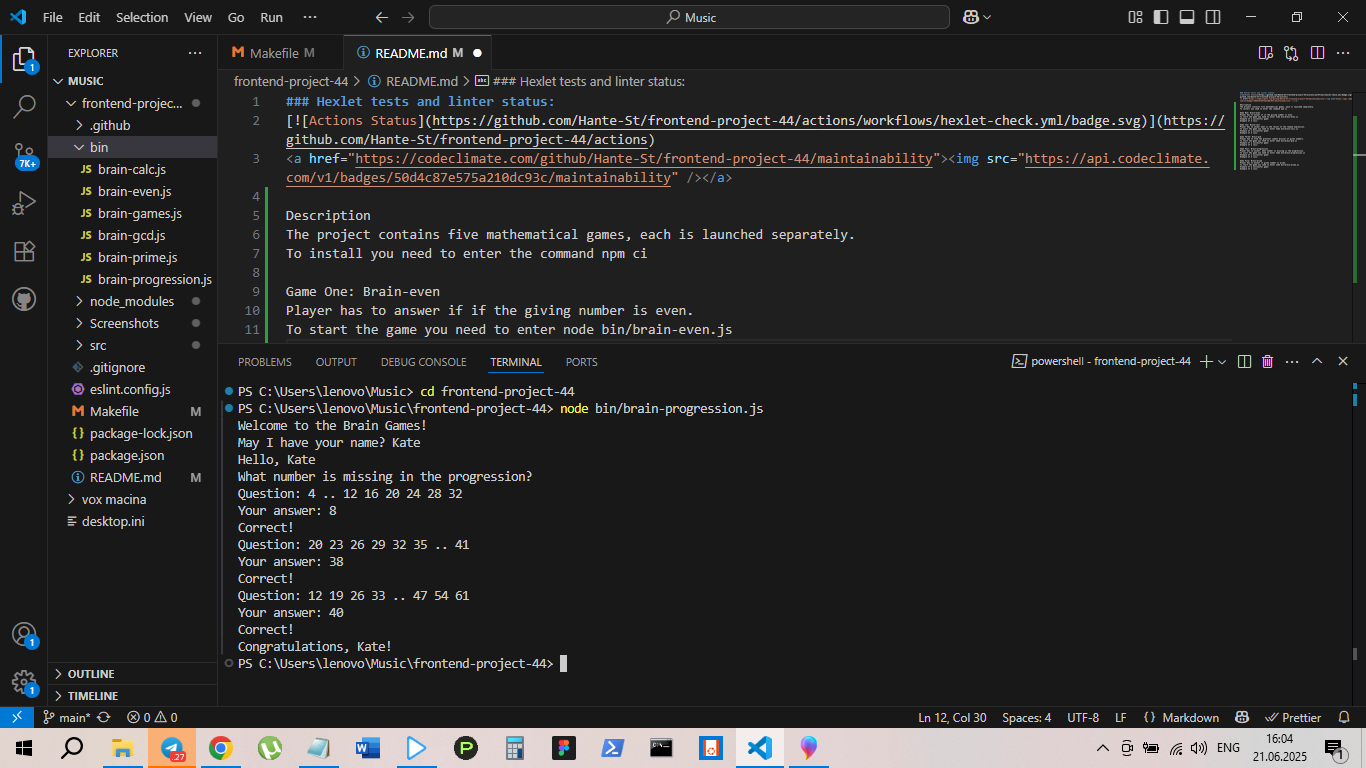 File Edit Selection View Go Run ··· Music
EXPLORER ···
MUSIC
frontend-projec...
.github
bin
JS brain-calc.js
JS brain-even.js
JS brain-games.js
JS brain-gcd.js
JS brain-prime.js
JS brain-progression.js
node_modules
Screenshots
src
.gitignore
eslint.config.js
M Makefile M
{} package-lock.json
{} package.json
README.md M
vox macina
desktop.ini
OUTLINE
TIMELINE
1
7K+
1
1
M Makefile M README.md M
frontend-project-44 > README.md > abc ### Hexlet tests and linter status:
1 ### Hexlet tests and linter status:
2 [![Actions Status](https://github.com/Hante-St/frontend-project-44/actions/workflows/hexlet-check.yml/badge.svg)](https://
github.com/Hante-St/frontend-project-44/actions)
3 <a href="https://codeclimate.com/github/Hante-St/frontend-project-44/maintainability"><img src="https://api.codeclimate.
com/v1/badges/50d4c87e575a210dc93c/maintainability" /></a>
4
5 Description
6 The project contains five mathematical games, each is launched separately.
7 To install you need to enter the command npm ci
8
9 Game One: Brain-even
10 Player has to answer if if the giving number is even.
11 To start the game you need to enter node bin/brain-even.js
PROBLEMS OUTPUT DEBUG CONSOLE TERMINAL PORTS powershell - frontend-project-44
PS C:\Users\lenovo\Music> cd frontend-project-44
PS C:\Users\lenovo\Music\frontend-project-44> node bin/brain-progression.js
Welcome to the Brain Games!
May I have your name? Kate
Hello, Kate
What number is missing in the progression?
Question: 4 .. 12 16 20 24 28 32
Your answer: 8
Correct!
Question: 20 23 26 29 32 35 .. 41
Your answer: 38
Correct!
Question: 12 19 26 33 .. 47 54 61
Your answer: 40
Correct!
Congratulations, Kate!
PS C:\Users\lenovo\Music\frontend-project-44>
main* 0 0 Ln 12, Col 30 Spaces: 4 UTF-8 LF {} Markdown Prettier
27 ENG 16:04
21.06.2025
1